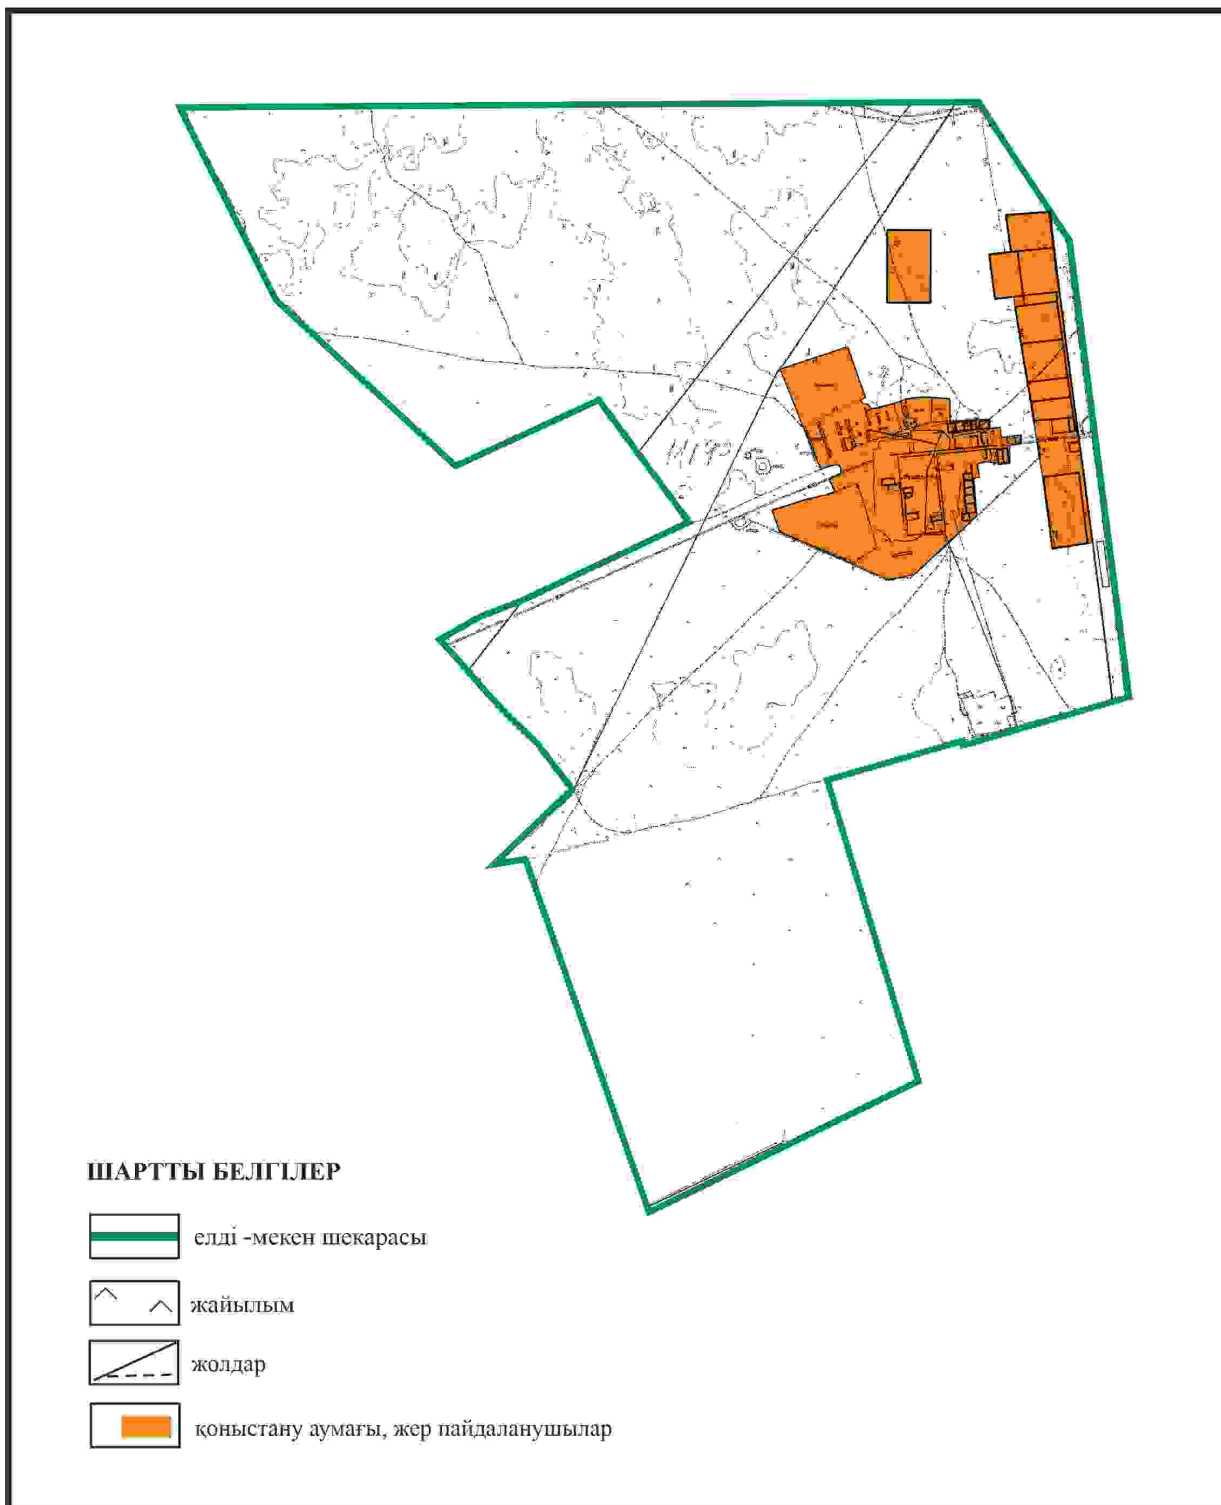 ШАРТТЫ БЕЛГІЛЕР
елді -мекен шекарасы
жайылым
жолдар
қоныстану аумағы, жер пайдаланушылар